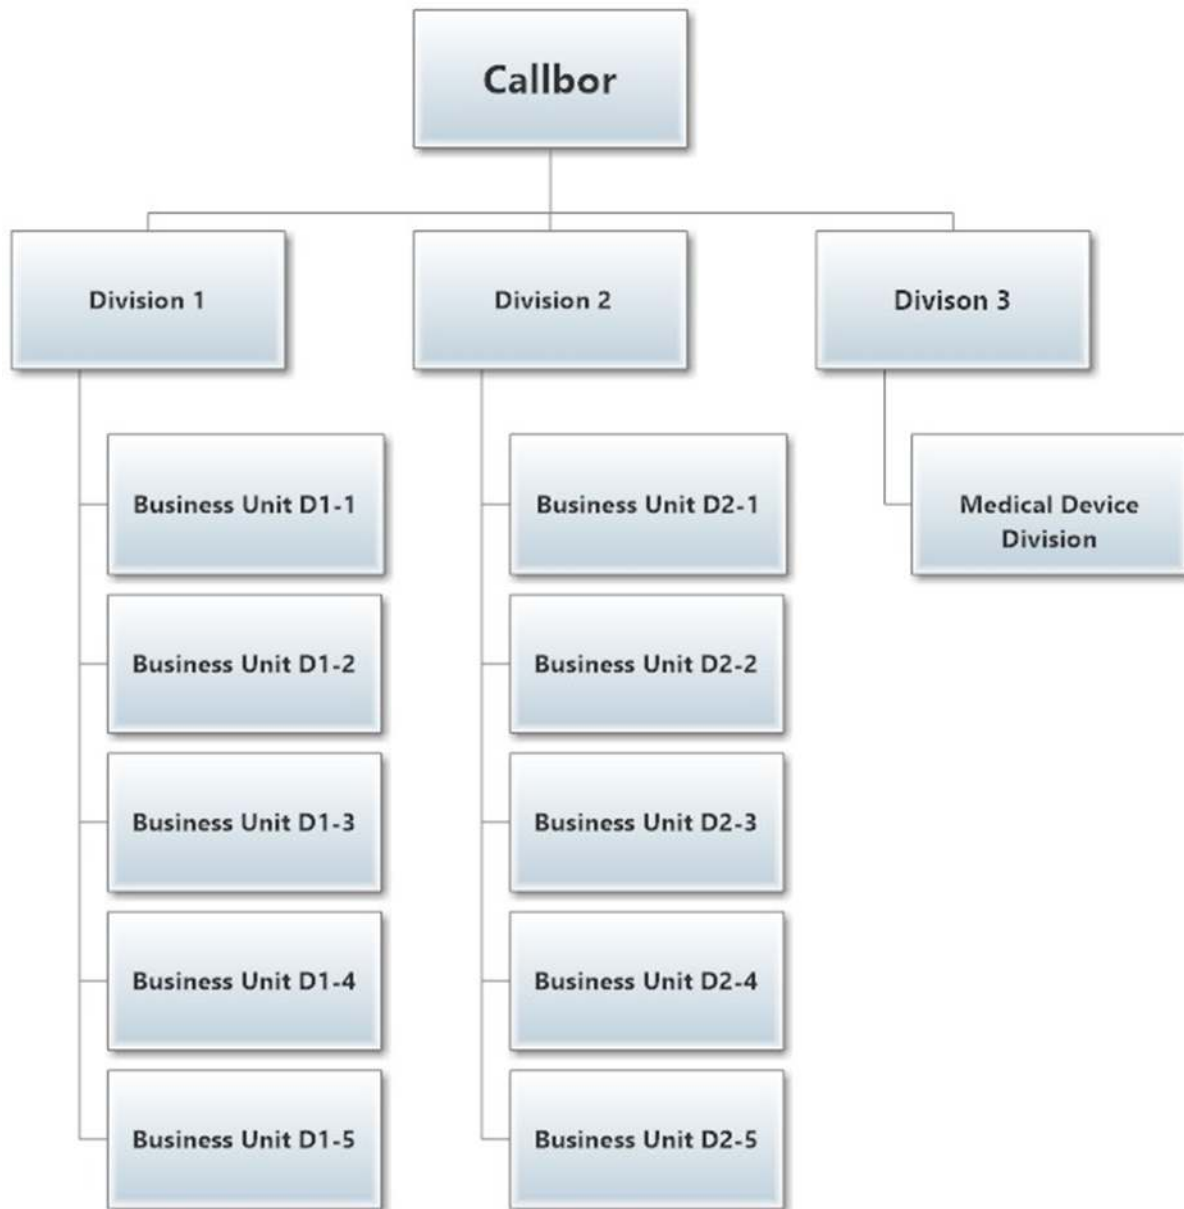 Callbor
Division 1
Division 2
Divison 3
Business Unit D1-1
Business Unit D2-1
Medical Device
Division
Business Unit D1-2
Business Unit D2-2
Business Unit D1-3
Business Unit D2-3
Business Unit D1-4
Business Unit D2-4
Business Unit D1-5
Business Unit D2-5